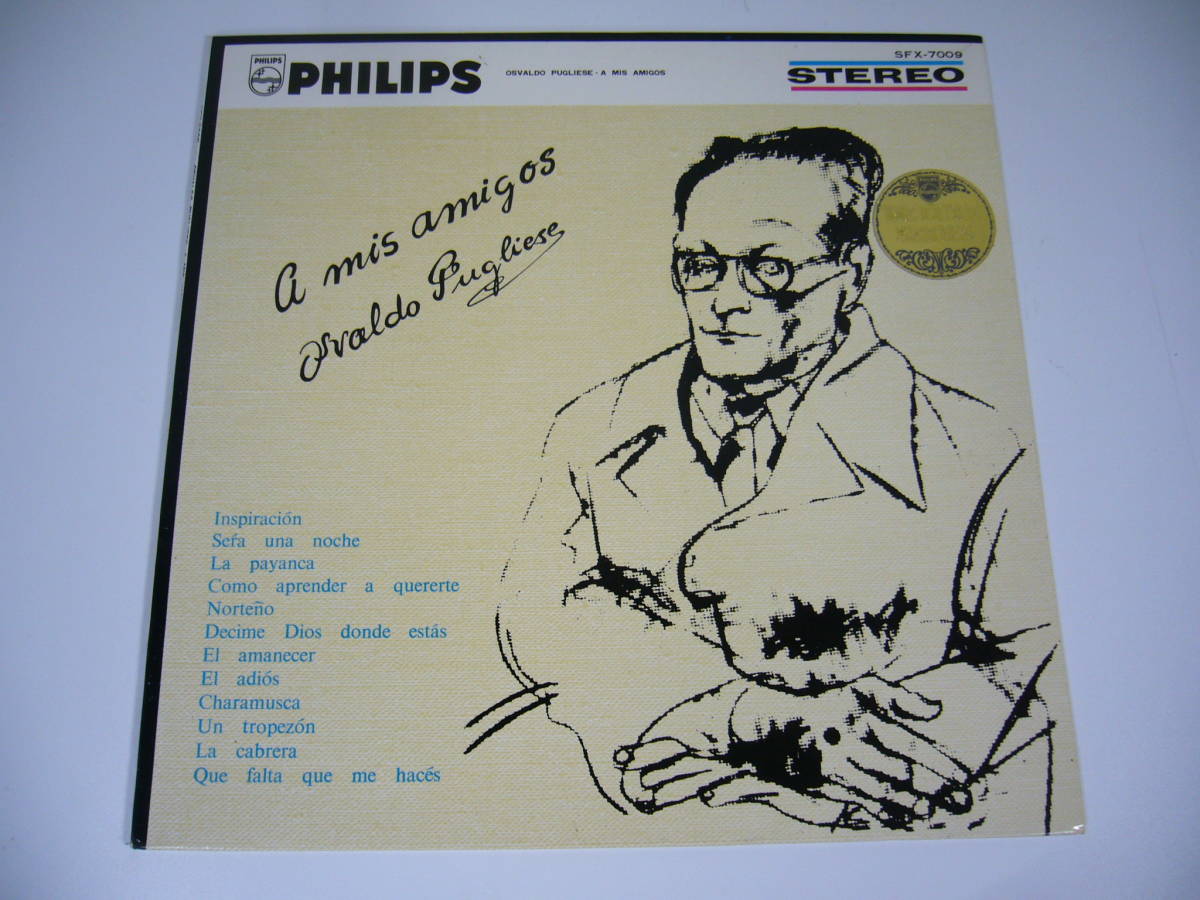 PHILIPS
PHILIPS
OSVALDO PUGLIESE · A MIS AMIGOS
SFX-7009
STEREO
A mis amigos
Osvaldo Pugliese
Inspiración
Sería una noche
La payanca
Como aprender a quererte
Norteño
Decime Dios donde estás
El amanecer
El adiós
Charamusca
Un tropezón
La cabrera
Que falta que me hacés